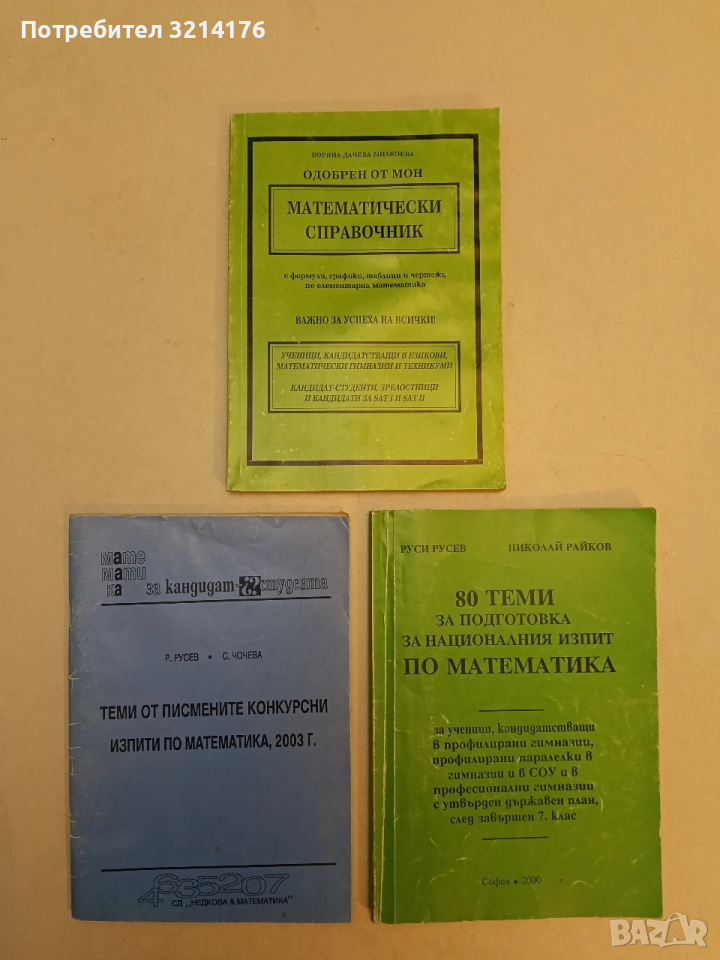 Потребител 3214176
БОРЯНА ДАЧЕВА МИЛКОЕВА
ОДОБРЕН ОТ МОН
МАТЕМАТИЧЕСКИ
СПРАВОЧНИК
с формули, графики, таблици и чертежи
по елементарна математика
ВАЖНО ЗА УСПЕХА НА ВСИЧКИ!
УЧЕНИЦИ, КАНДИДАТСТВАЩИ В ЕЗИКОВИ,
МАТЕМАТИЧЕСКИ ГИМНАЗИИ И ТЕХНИКУМИ
КАНДИДАТ-СТУДЕНТИ, ЗРЕЛОСТНИЦИ
И КАНДИДАТИ ЗА SAT I И SAT II
мате
мати
ка за кандидат-студента
Р. РУСЕВ • С. ЧОЧЕВА
ТЕМИ ОТ ПИСМЕНИТЕ КОНКУРСНИ
ИЗПИТИ ПО МАТЕМАТИКА, 2003 Г.
4635207
СД „НЕДКОВА & МАТЕМАТИКА"
РУСИ РУСЕВ НИКОЛАЙ РАЙКОВ
80 ТЕМИ
ЗА ПОДГОТОВКА
ЗА НАЦИОНАЛНИЯ ИЗПИТ
ПО МАТЕМАТИКА
за ученици, кандидатстващи
в профилирани гимназии,
профилирани паралелки в
гимназии и в СОУ и в
професионални гимназии
с утвърден държавен план,
след завършен 7. клас
София • 2000
BAZAR